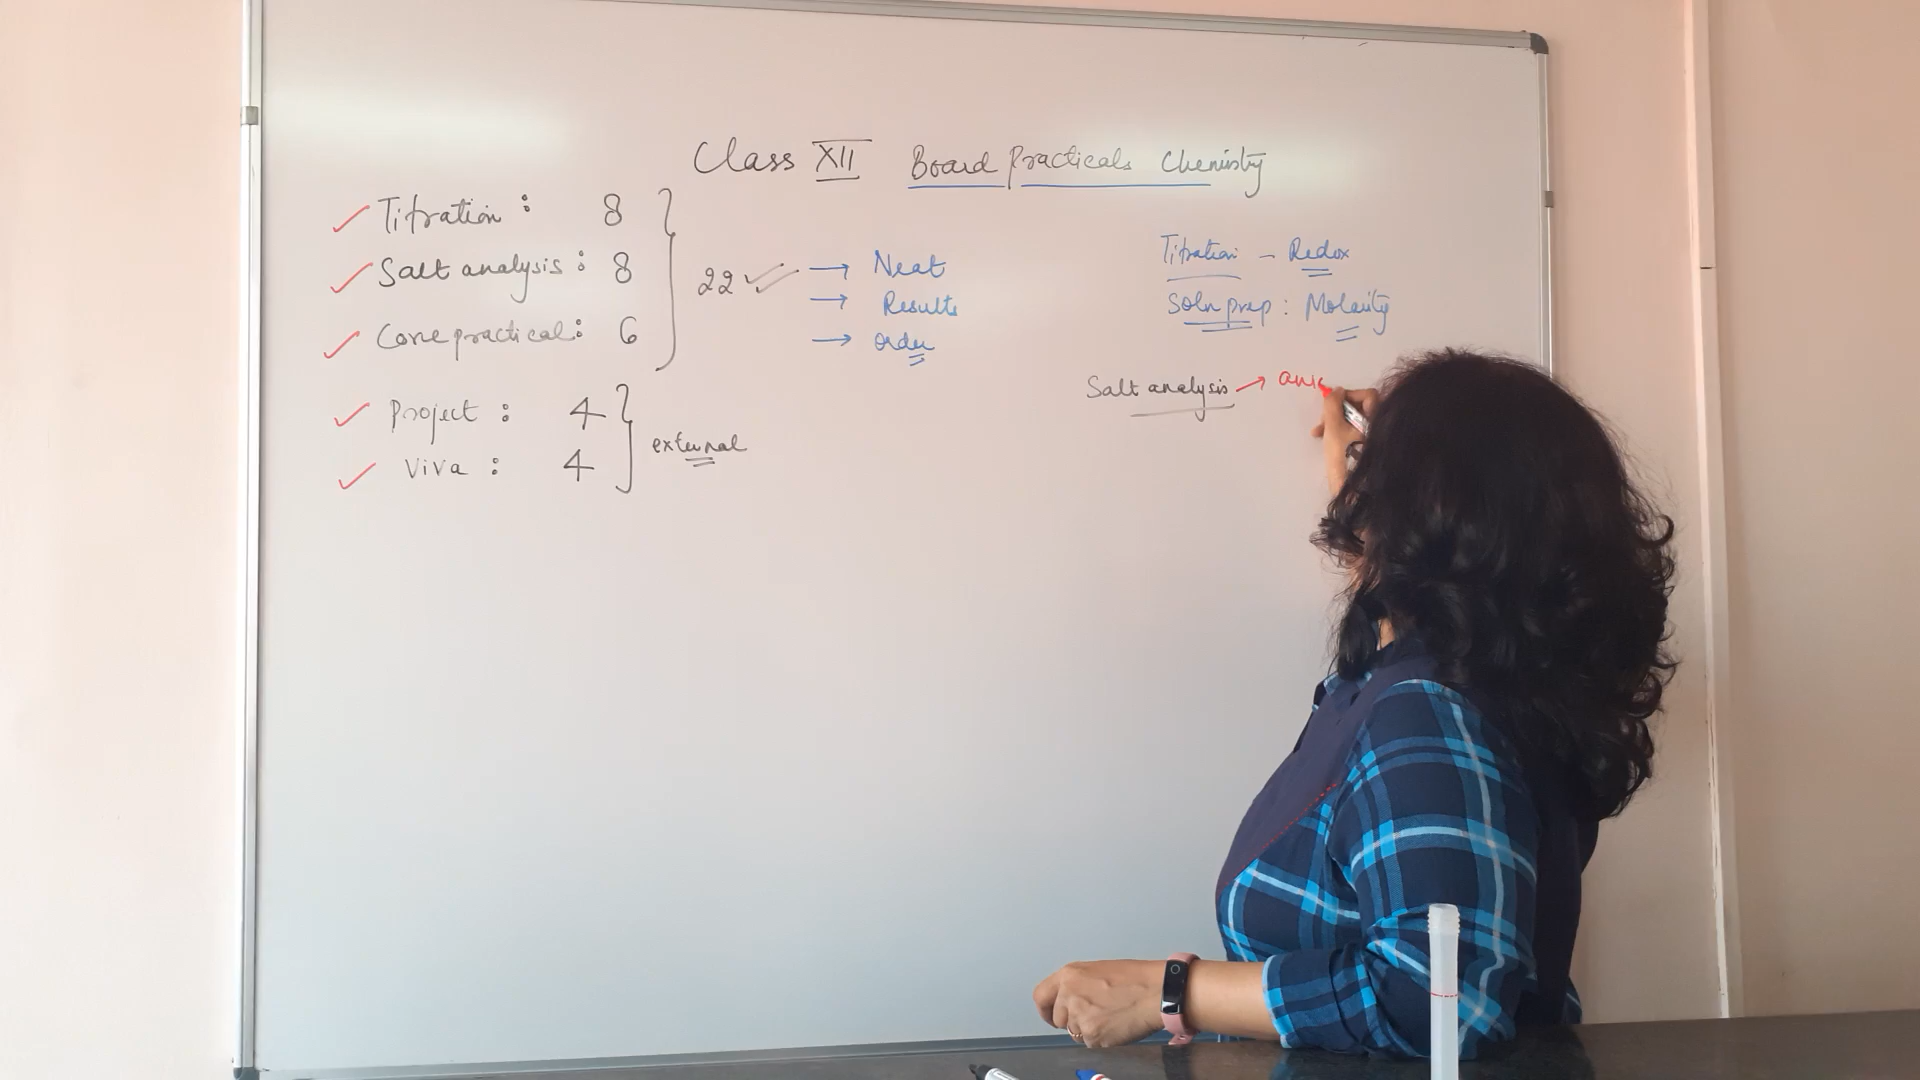 Class XII Board Practicals Chemistry
Titration : 8
Salt analysis : 8
Core practical : 6
22
Project : 4
Viva : 4
external
→ Neat
→ Results
→ order
Titration - Redox
Soln prep : Molarity
Salt analysis → anio